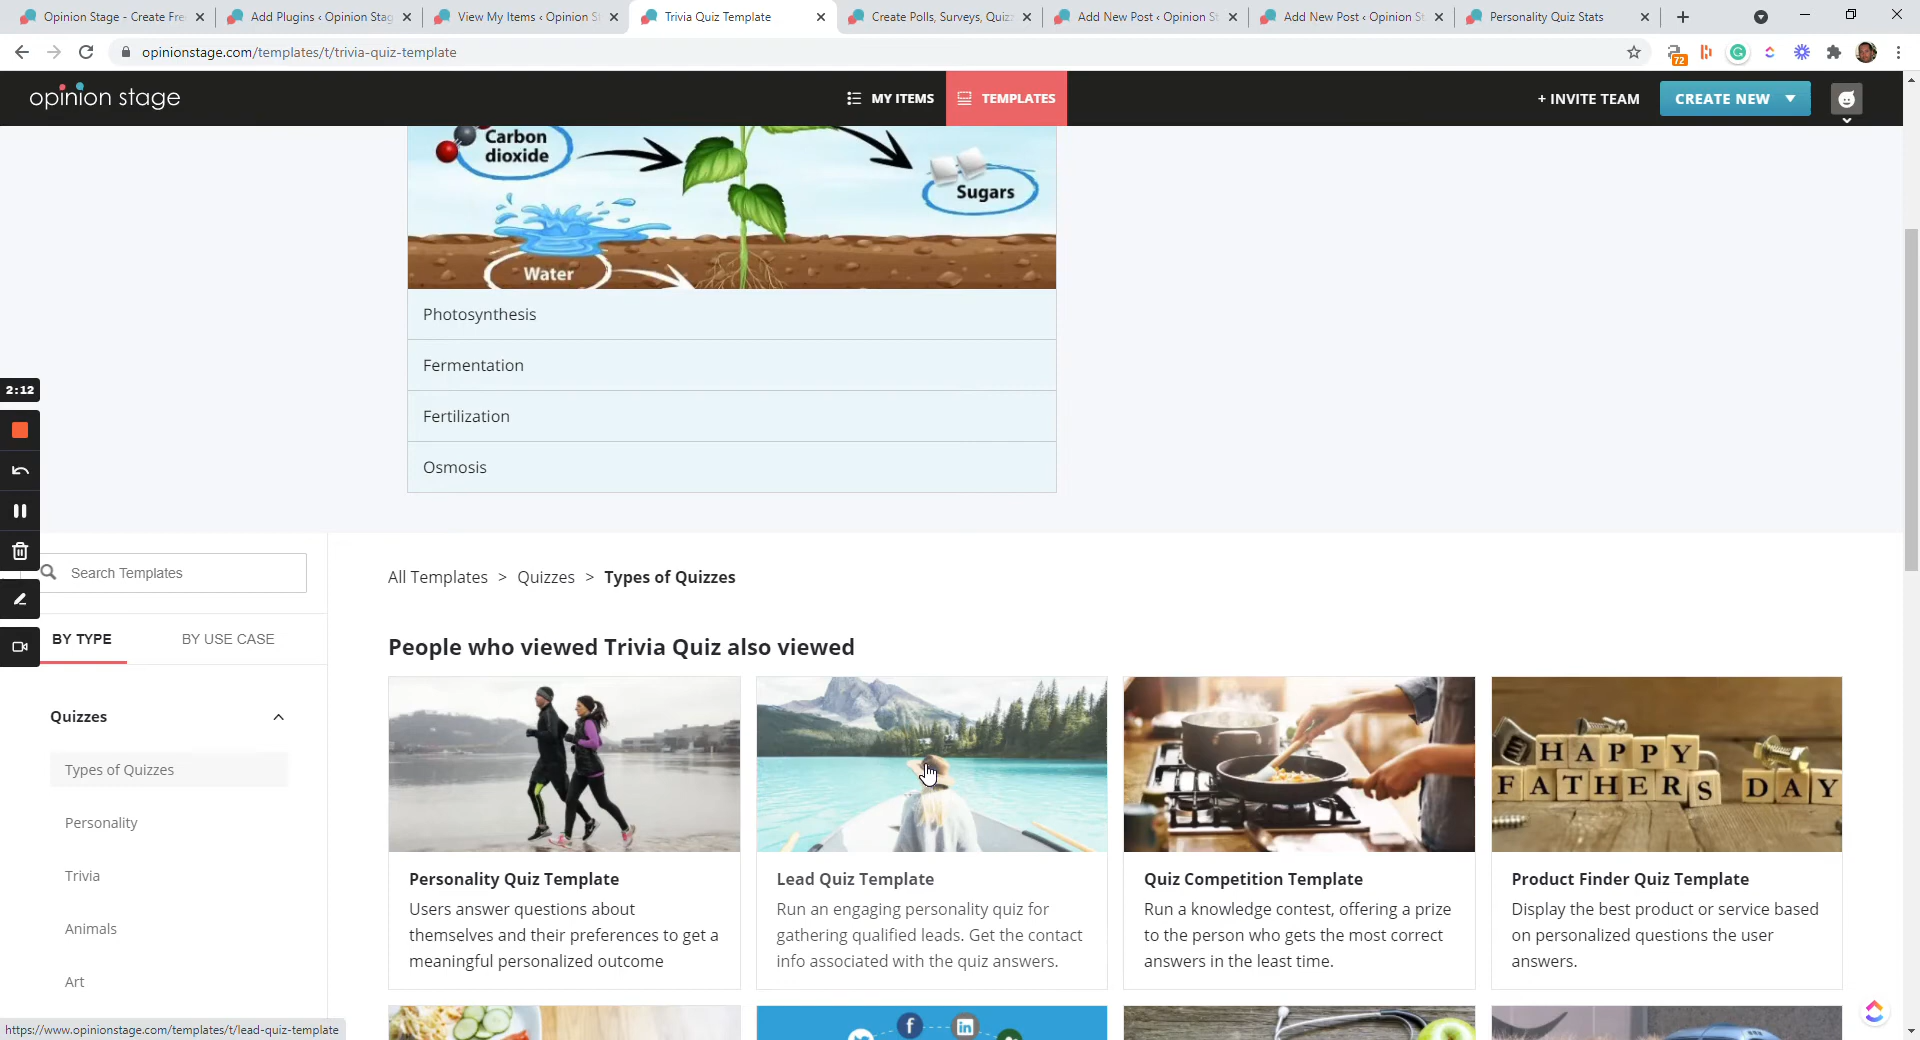 Opinion Stage - Create Fre
Add Plugins ‹ Opinion Stag
View My Items ‹ Opinion S
Trivia Quiz Template
Create Polls, Surveys, Quiz
Add New Post ‹ Opinion St
Add New Post ‹ Opinion St
Personality Quiz Stats
opinionstage.com/templates/t/trivia-quiz-template
72
opinion stage
MY ITEMS
TEMPLATES
+ INVITE TEAM
CREATE NEW
Carbon
dioxide
Sugars
Water
Photosynthesis
Fermentation
Fertilization
Osmosis
2:12
Search Templates
BY TYPE
BY USE CASE
Quizzes
Types of Quizzes
Personality
Trivia
Animals
Art
All Templates > Quizzes > Types of Quizzes
People who viewed Trivia Quiz also viewed
HAPPY
FATHERS DAY
Personality Quiz Template
Users answer questions about
themselves and their preferences to get a
meaningful personalized outcome
Lead Quiz Template
Run an engaging personality quiz for
gathering qualified leads. Get the contact
info associated with the quiz answers.
Quiz Competition Template
Run a knowledge contest, offering a prize
to the person who gets the most correct
answers in the least time.
Product Finder Quiz Template
Display the best product or service based
on personalized questions the user
answers.
https://www.opinionstage.com/templates/t/lead-quiz-template